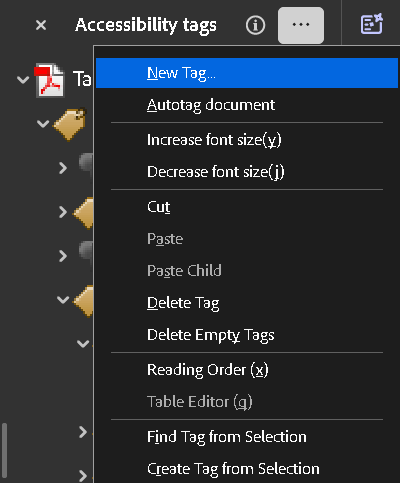 Accessibility tags
Ta
New Tag...
Autotag document
Increase font size(y)
Decrease font size(j)
Cut
Paste
Paste Child
Delete Tag
Delete Empty Tags
Reading Order (x)
Table Editor (q)
Find Tag from Selection
Create Tag from Selection